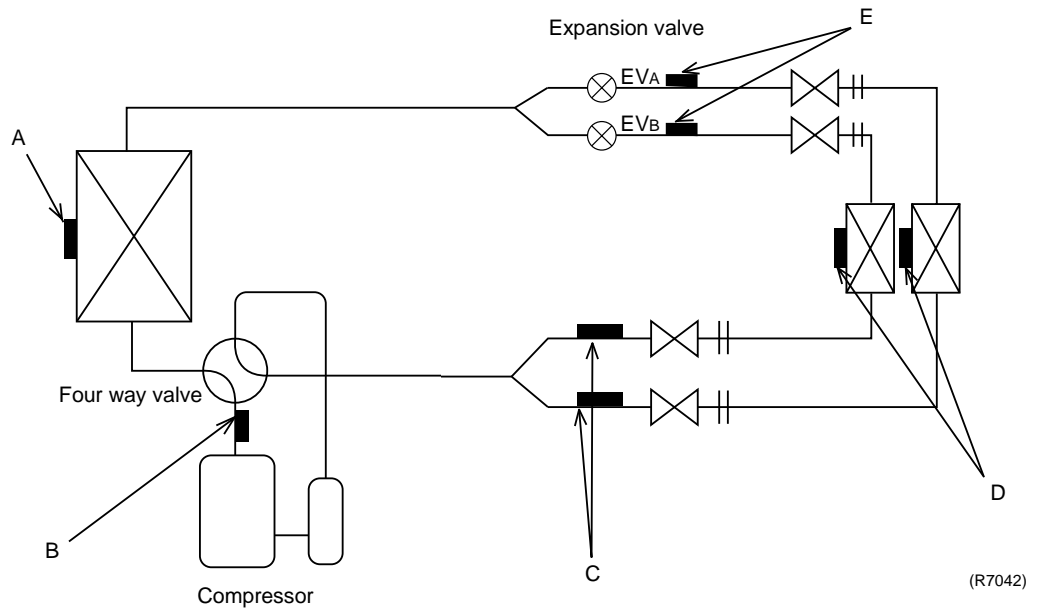 E
Expansion valve
EVA
EVB
A
Four way valve
B
C
D
Compressor
(R7042)